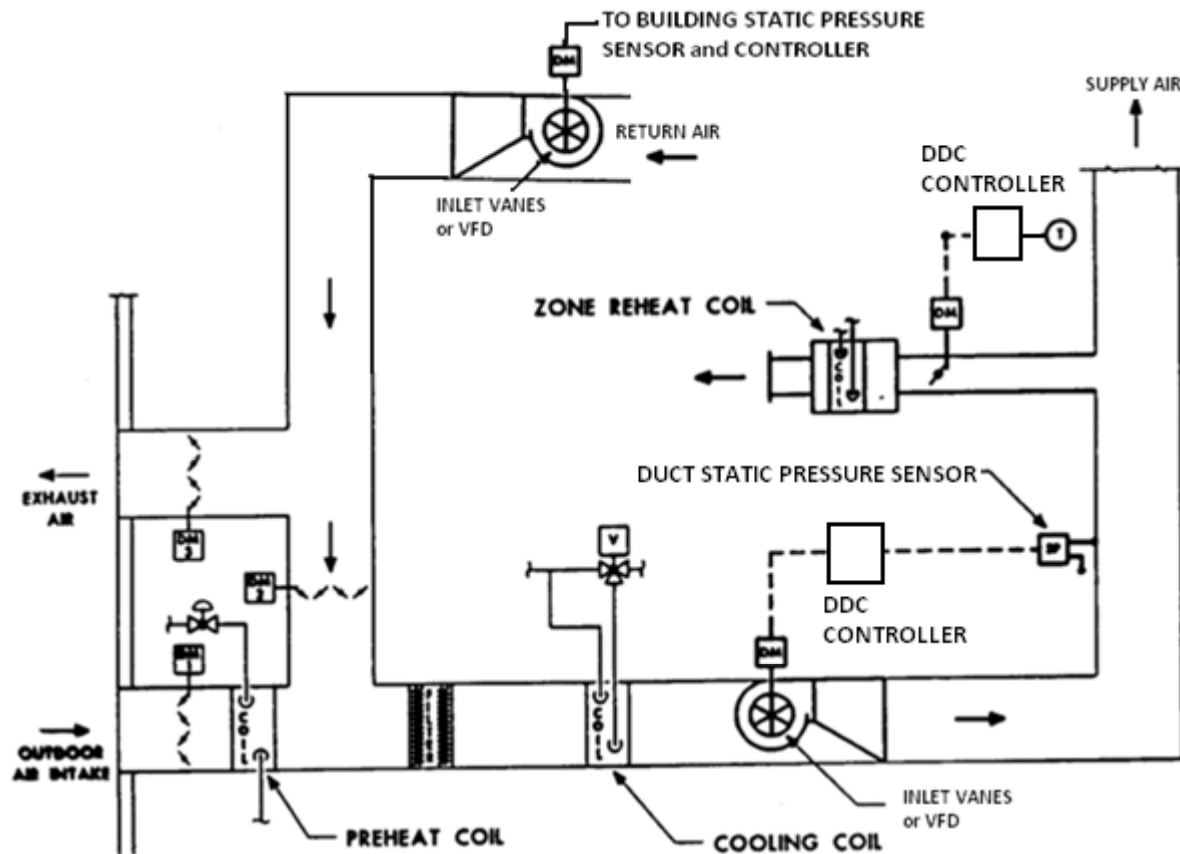 TO BUILDING STATIC PRESSURE
SENSOR and CONTROLLER
DM
SUPPLY AIR
RETURN AIR
DDC
CONTROLLER
INLET VANES
or VFD
T
ZONE REHEAT COIL
DM
COIL
DUCT STATIC PRESSURE SENSOR
EXHAUST
AIR
V
DM
3
SP
DM
2
DDC
CONTROLLER
DM
1
DM
COIL
FILTER
COIL
OUTDOOR
AIR INTAKE
INLET VANES
or VFD
PREHEAT COIL
COOLING COIL